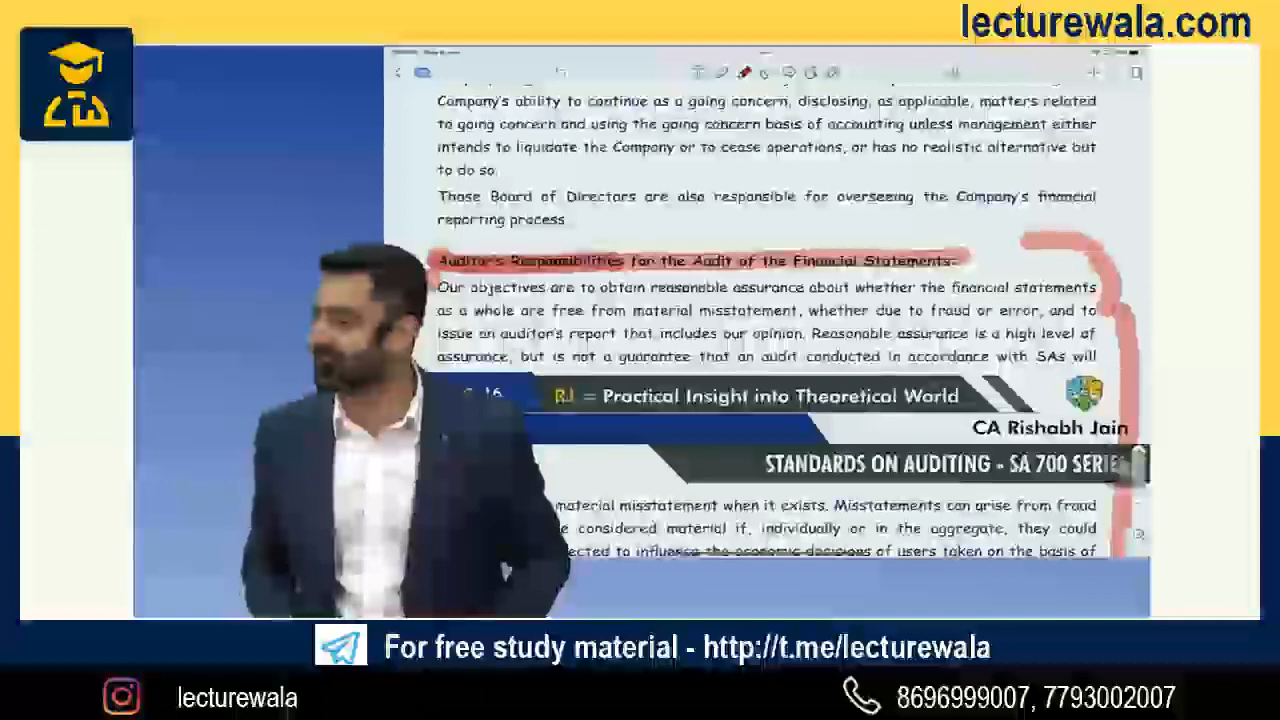 lecturewala.com
Company's ability to continue as a going concern, disclosing, as applicable, matters related
to going concern and using the going concern basis of accounting unless management either
intends to liquidate the Company or to cease operations, or has no realistic alternative but
to do so.
Those Board of Directors are also responsible for overseeing the Company's financial
reporting process
Auditor's Responsibilities for the Audit of the Financial Statements:
Our objectives are to obtain reasonable assurance about whether the financial statements
as a whole are free from material misstatement, whether due to fraud or error, and to
issue an auditor's report that includes our opinion. Reasonable assurance is a high level of
assurance, but is not a guarantee that an audit conducted in accordance with SAs will
16
RJ = Practical Insight into Theoretical World
CA Rishabh Jain
STANDARDS ON AUDITING - SA 700 SERIE
material misstatement when it exists. Misstatements can arise from fraud
considered material if, individually or in the aggregate, they could
to influence the economic decisions of users taken on the basis of
For free study material - http://t.me/lecturewala
lecturewala
8696999007, 7793002007